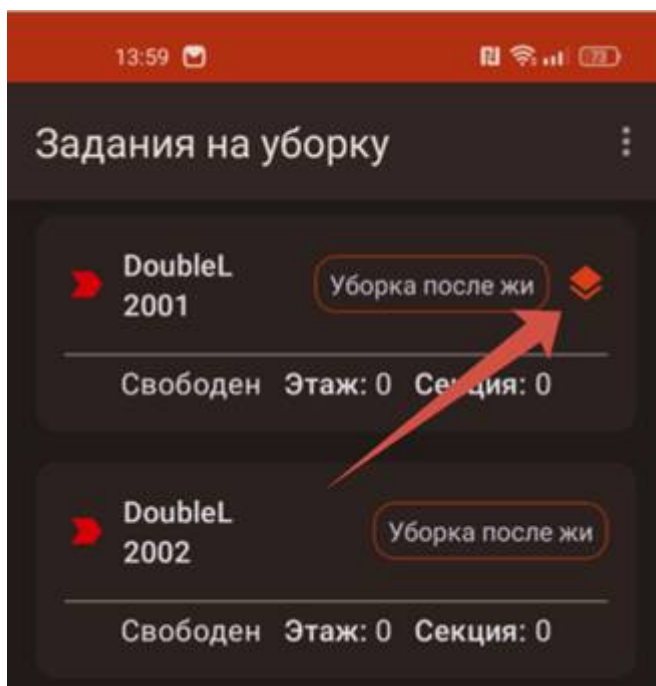 13:59 73
Задания на уборку
DoubleL
2001
Уборка после жи
Свободен Этаж: 0 Секция: 0
DoubleL
2002
Уборка после жи
Свободен Этаж: 0 Секция: 0